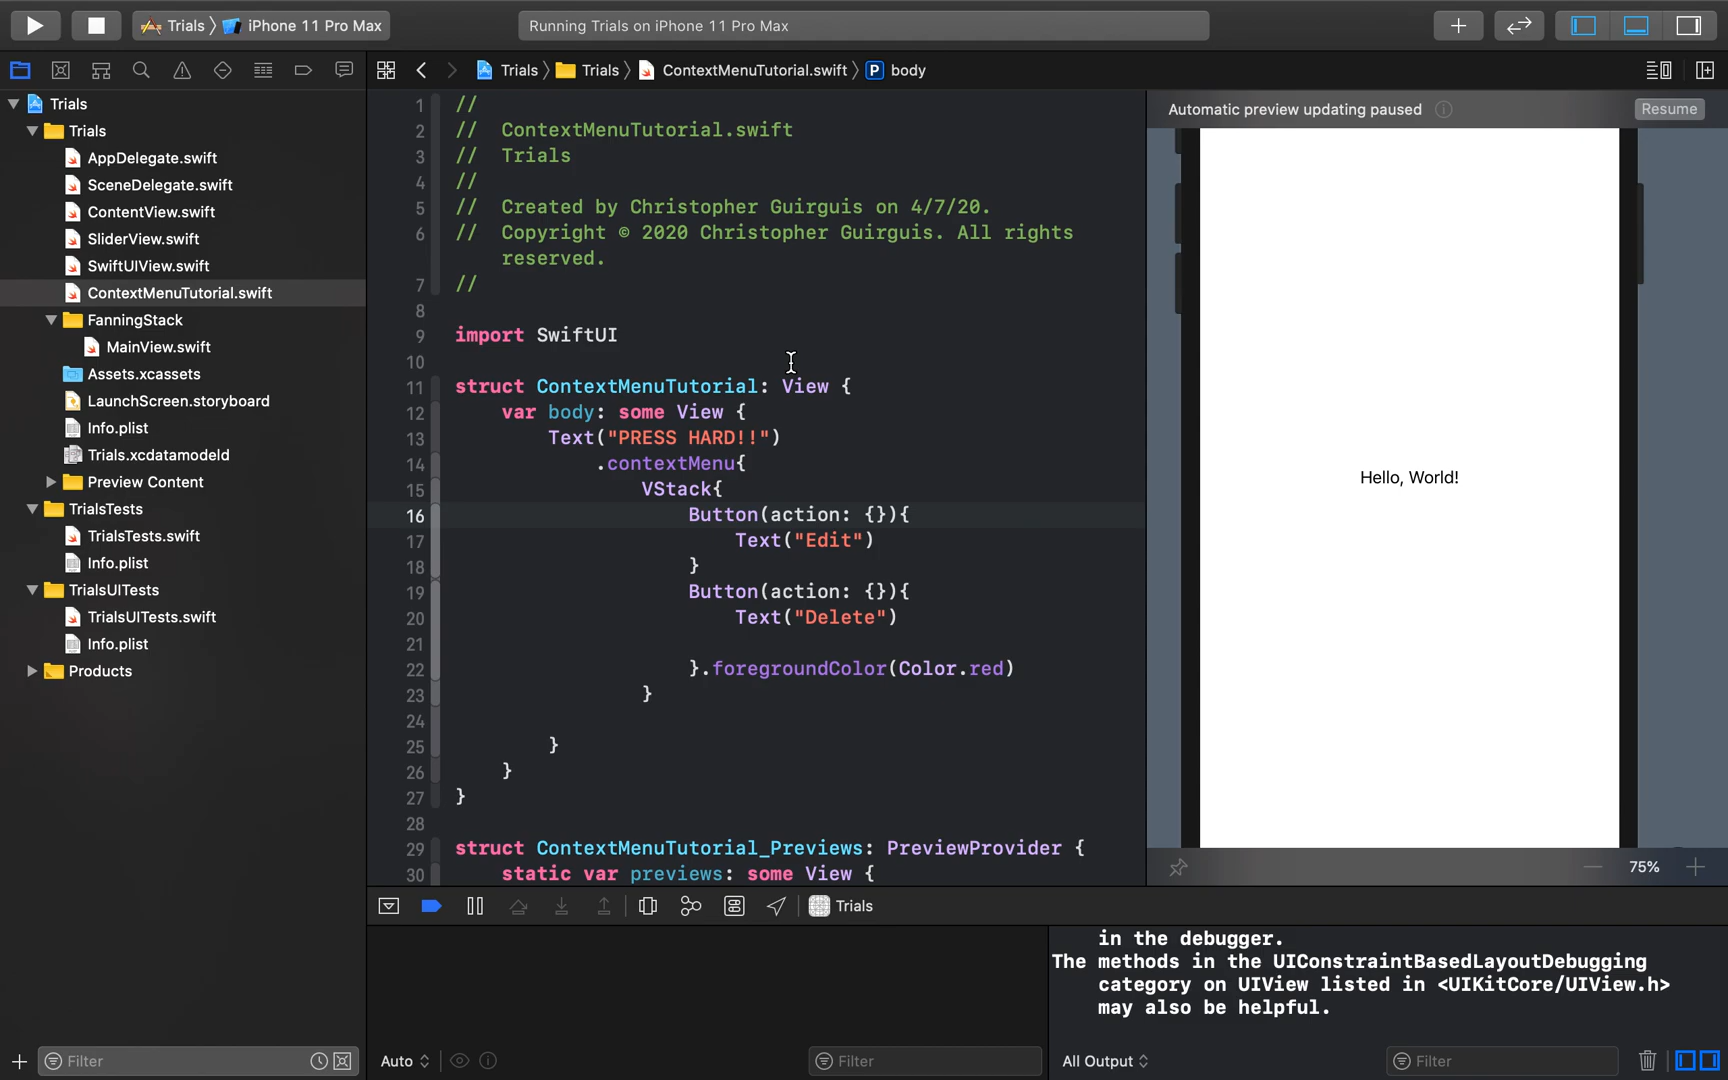 Trials
iPhone 11 Pro Max
Running Trials on iPhone 11 Pro Max
Trials
Trials
ContextMenuTutorial.swift
P body
Trials
Trials
AppDelegate.swift
SceneDelegate.swift
ContentView.swift
SliderView.swift
SwiftUIView.swift
ContextMenuTutorial.swift
FanningStack
MainView.swift
Assets.xcassets
LaunchScreen.storyboard
Info.plist
Trials.xcdatamodeld
Preview Content
TrialsTests
TrialsTests.swift
Info.plist
TrialsUITests
TrialsUITests.swift
Info.plist
Products
Filter
1 //
2 // ContextMenuTutorial.swift
3 // Trials
4 //
5 // Created by Christopher Guirguis on 4/7/20.
6 // Copyright © 2020 Christopher Guirguis. All rights
reserved.
7 //
8
9 import SwiftUI
10
11 struct ContextMenuTutorial: View {
12 var body: some View {
13 Text("PRESS HARD!!")
14 .contextMenu{
15 VStack{
16 Button(action: {}){
17 Text("Edit")
18 }
19 Button(action: {}){
20 Text("Delete")
21
22 }.foregroundColor(Color.red)
23 }
24
25 }
26 }
27 }
28
29 struct ContextMenuTutorial_Previews: PreviewProvider {
30 static var previews: some View {
Automatic preview updating paused
Resume
Hello, World!
75%
Trials
in the debugger.
The methods in the UIConstraintBasedLayoutDebugging
category on UIView listed in <UIKitCore/UIView.h>
may also be helpful.
Auto
Filter
All Output
Filter